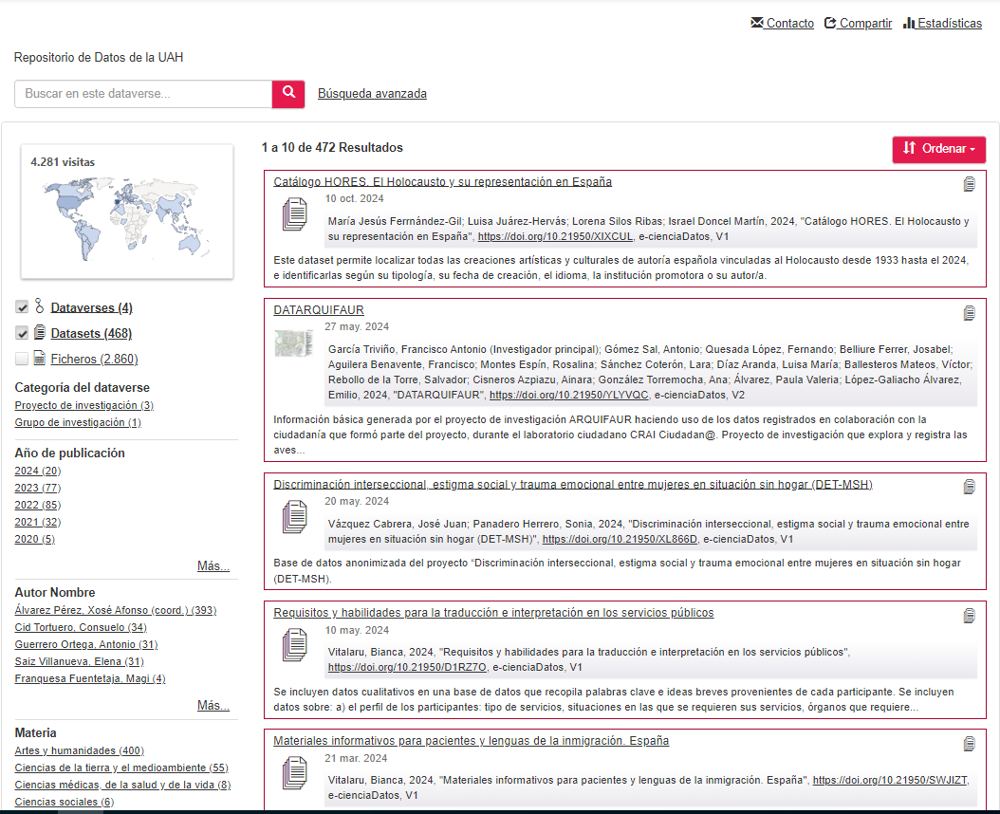 Contacto Compartir Estadísticas
Repositorio de Datos de la UAH
Buscar en este dataverse...
Búsqueda avanzada
4.281 visitas
Dataverses (4)
Datasets (468)
Ficheros (2.860)
Categoría del dataverse
Proyecto de investigación (3)
Grupo de investigación (1)
Año de publicación
2024 (20)
2023 (77)
2022 (85)
2021 (32)
2020 (5)
Más...
Autor Nombre
Álvarez Pérez, Xosé Afonso (coord.) (393)
Cid Tortuero, Consuelo (34)
Guerrero Ortega, Antonio (31)
Saiz Villanueva, Elena (31)
Franquesa Fuentetaja, Magi (4)
Más...
Materia
Artes y humanidades (400)
Ciencias de la tierra y el medioambiente (55)
Ciencias médicas, de la salud y de la vida (8)
Ciencias sociales (6)
1 a 10 de 472 Resultados
Ordenar
Catálogo HORES. El Holocausto y su representación en España
10 oct. 2024
María Jesús Fernández-Gil; Luisa Juárez-Hervás; Lorena Silos Ribas; Israel Doncel Martín, 2024, "Catálogo HORES. El Holocausto y
su representación en España", https://doi.org/10.21950/XIXCUL, e-cienciaDatos, V1
Este dataset permite localizar todas las creaciones artísticas y culturales de autoría española vinculadas al Holocausto desde 1933 hasta el 2024,
e identificarlas según su tipología, su fecha de creación, el idioma, la institución promotora o su autor/a.
DATARQUIFAUR
27 may. 2024
García Triviño, Francisco Antonio (Investigador principal); Gómez Sal, Antonio; Quesada López, Fernando; Belliure Ferrer, Josabel;
Aguilera Benavente, Francisco; Montes Espín, Rosalina; Sánchez Coterón, Lara; Díaz Aranda, Luisa María; Ballesteros Mateos, Víctor;
Rebollo de la Torre, Salvador; Cisneros Azpiazu, Ainara; González Torremocha, Ana; Álvarez, Paula Valeria; López-Galiacho Álvarez,
Emilio, 2024, "DATARQUIFAUR", https://doi.org/10.21950/YLYVQC, e-cienciaDatos, V2
Información básica generada por el proyecto de investigación ARQUIFAUR haciendo uso de los datos registrados en colaboración con la
ciudadanía que formó parte del proyecto, durante el laboratorio ciudadano CRAI Ciudadan@. Proyecto de investigación que explora y registra las
aves...
Discriminación interseccional, estigma social y trauma emocional entre mujeres en situación sin hogar (DET-MSH)
20 may. 2024
Vázquez Cabrera, José Juan; Panadero Herrero, Sonia, 2024, "Discriminación interseccional, estigma social y trauma emocional entre
mujeres en situación sin hogar (DET-MSH)", https://doi.org/10.21950/XL866D, e-cienciaDatos, V1
Base de datos anonimizada del proyecto “Discriminación interseccional, estigma social y trauma emocional entre mujeres en situación sin hogar
(DET-MSH).
Requisitos y habilidades para la traducción e interpretación en los servicios públicos
10 may. 2024
Vitalaru, Bianca, 2024, "Requisitos y habilidades para la traducción e interpretación en los servicios públicos",
https://doi.org/10.21950/D1RZ7O, e-cienciaDatos, V1
Se incluyen datos cualitativos en una base de datos que recopila palabras clave e ideas breves provenientes de cada participante. Se incluyen
datos sobre: a) el perfil de los participantes: tipo de servicios, situaciones en las que se requieren sus servicios, órganos que requiere...
Materiales informativos para pacientes y lenguas de la inmigración. España
21 mar. 2024
Vitalaru, Bianca, 2024, "Materiales informativos para pacientes y lenguas de la inmigración. España", https://doi.org/10.21950/SWJIZT,
e-cienciaDatos, V1